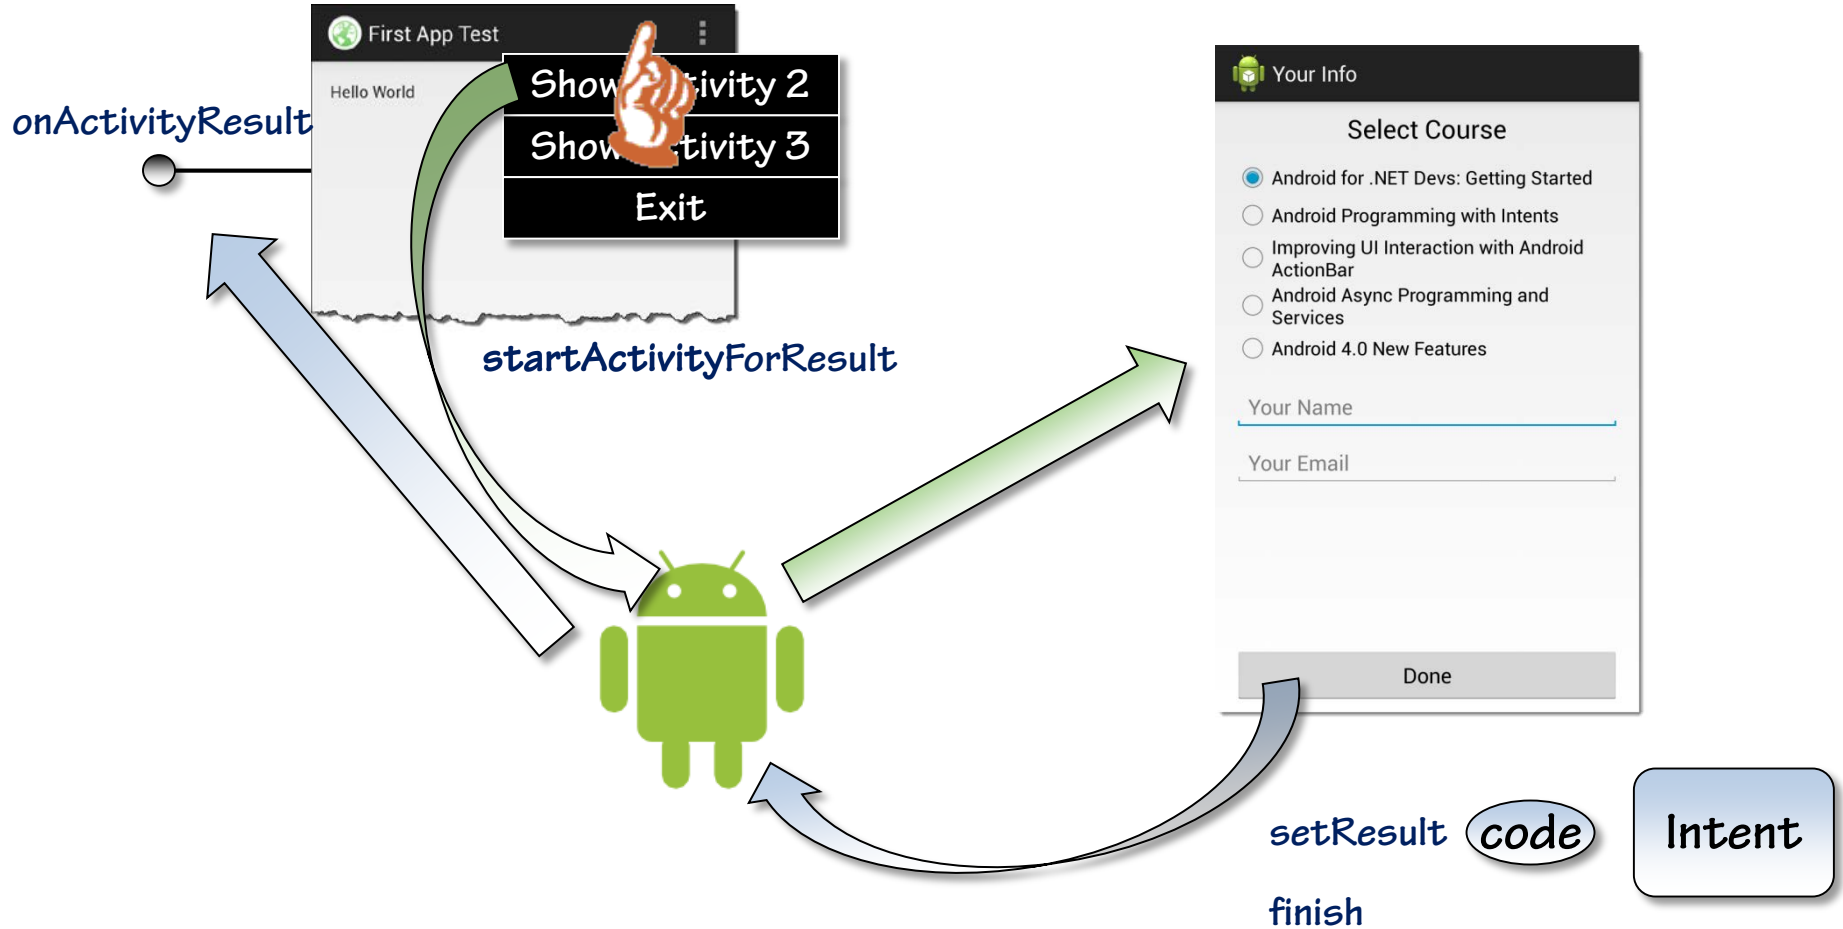 First App Test
Hello World
Show Activity 2
Show Activity 3
Exit
onActivityResult
startActivityForResult
Your Info
Select Course
Android for .NET Devs: Getting Started
Android Programming with Intents
Improving UI Interaction with Android
ActionBar
Android Async Programming and
Services
Android 4.0 New Features
Your Name
Your Email
Done
setResult code Intent
finish